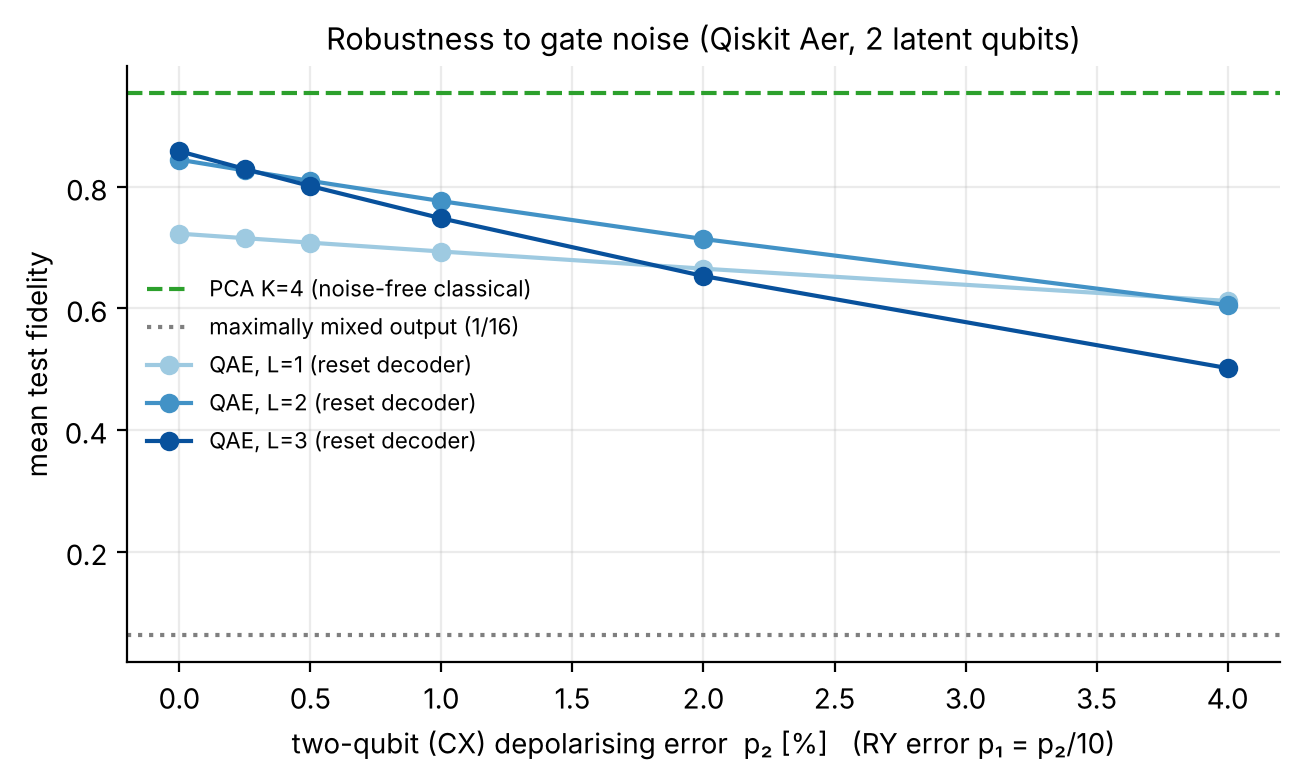 Robustness to gate noise (Qiskit Aer, 2 latent qubits)
mean test fidelity
0.8
0.6
0.4
0.2
PCA K=4 (noise-free classical)
maximally mixed output (1/16)
QAE, L=1 (reset decoder)
QAE, L=2 (reset decoder)
QAE, L=3 (reset decoder)
0.0 0.5 1.0 1.5 2.0 2.5 3.0 3.5 4.0
two-qubit (CX) depolarising error p₂ [%] (RY error p₁ = p₂/10)